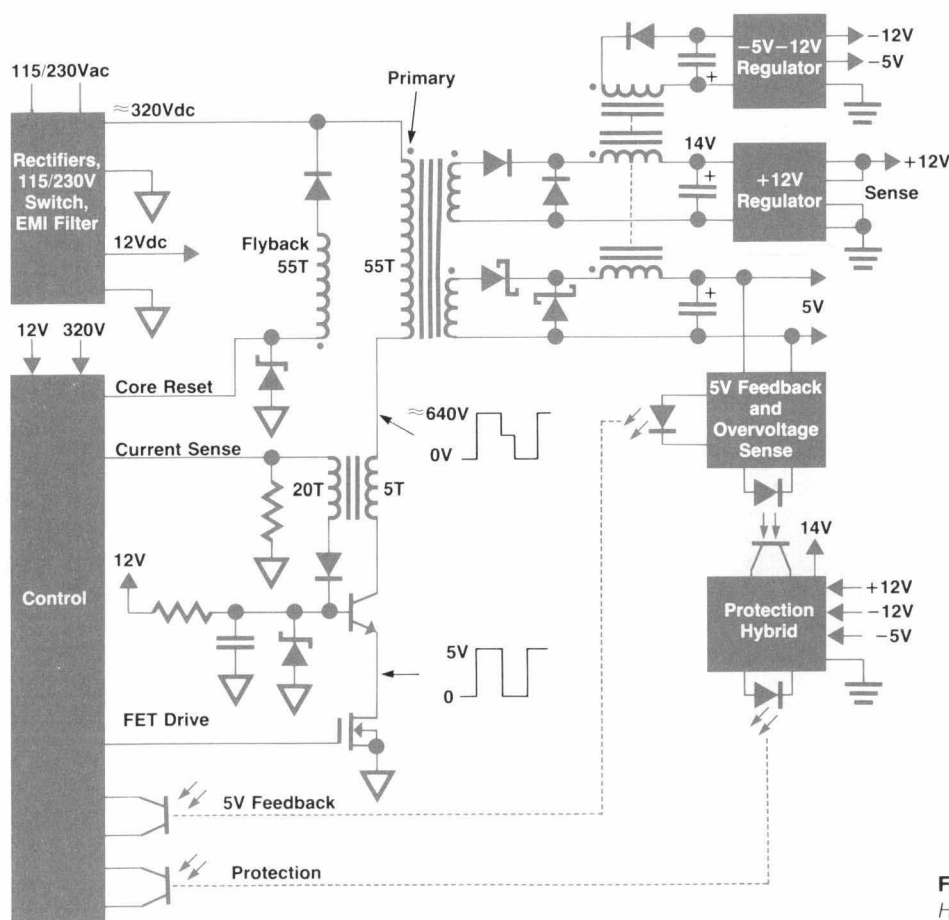 115/230Vac
≈320Vdc
Rectifiers,
115/230V
Switch,
EMI Filter
12Vdc
Flyback
55T
Primary
55T
−5V−12V
Regulator
−12V
−5V
+
14V
+
+12V
Regulator
+12V
Sense
+
5V
12V
320V
Core Reset
Current Sense
20T
5T
≈640V
0V
5V Feedback
and
Overvoltage
Sense
12V
Control
14V
Protection
Hybrid
+12V
−12V
−5V
5V
0
FET Drive
5V Feedback
Protection